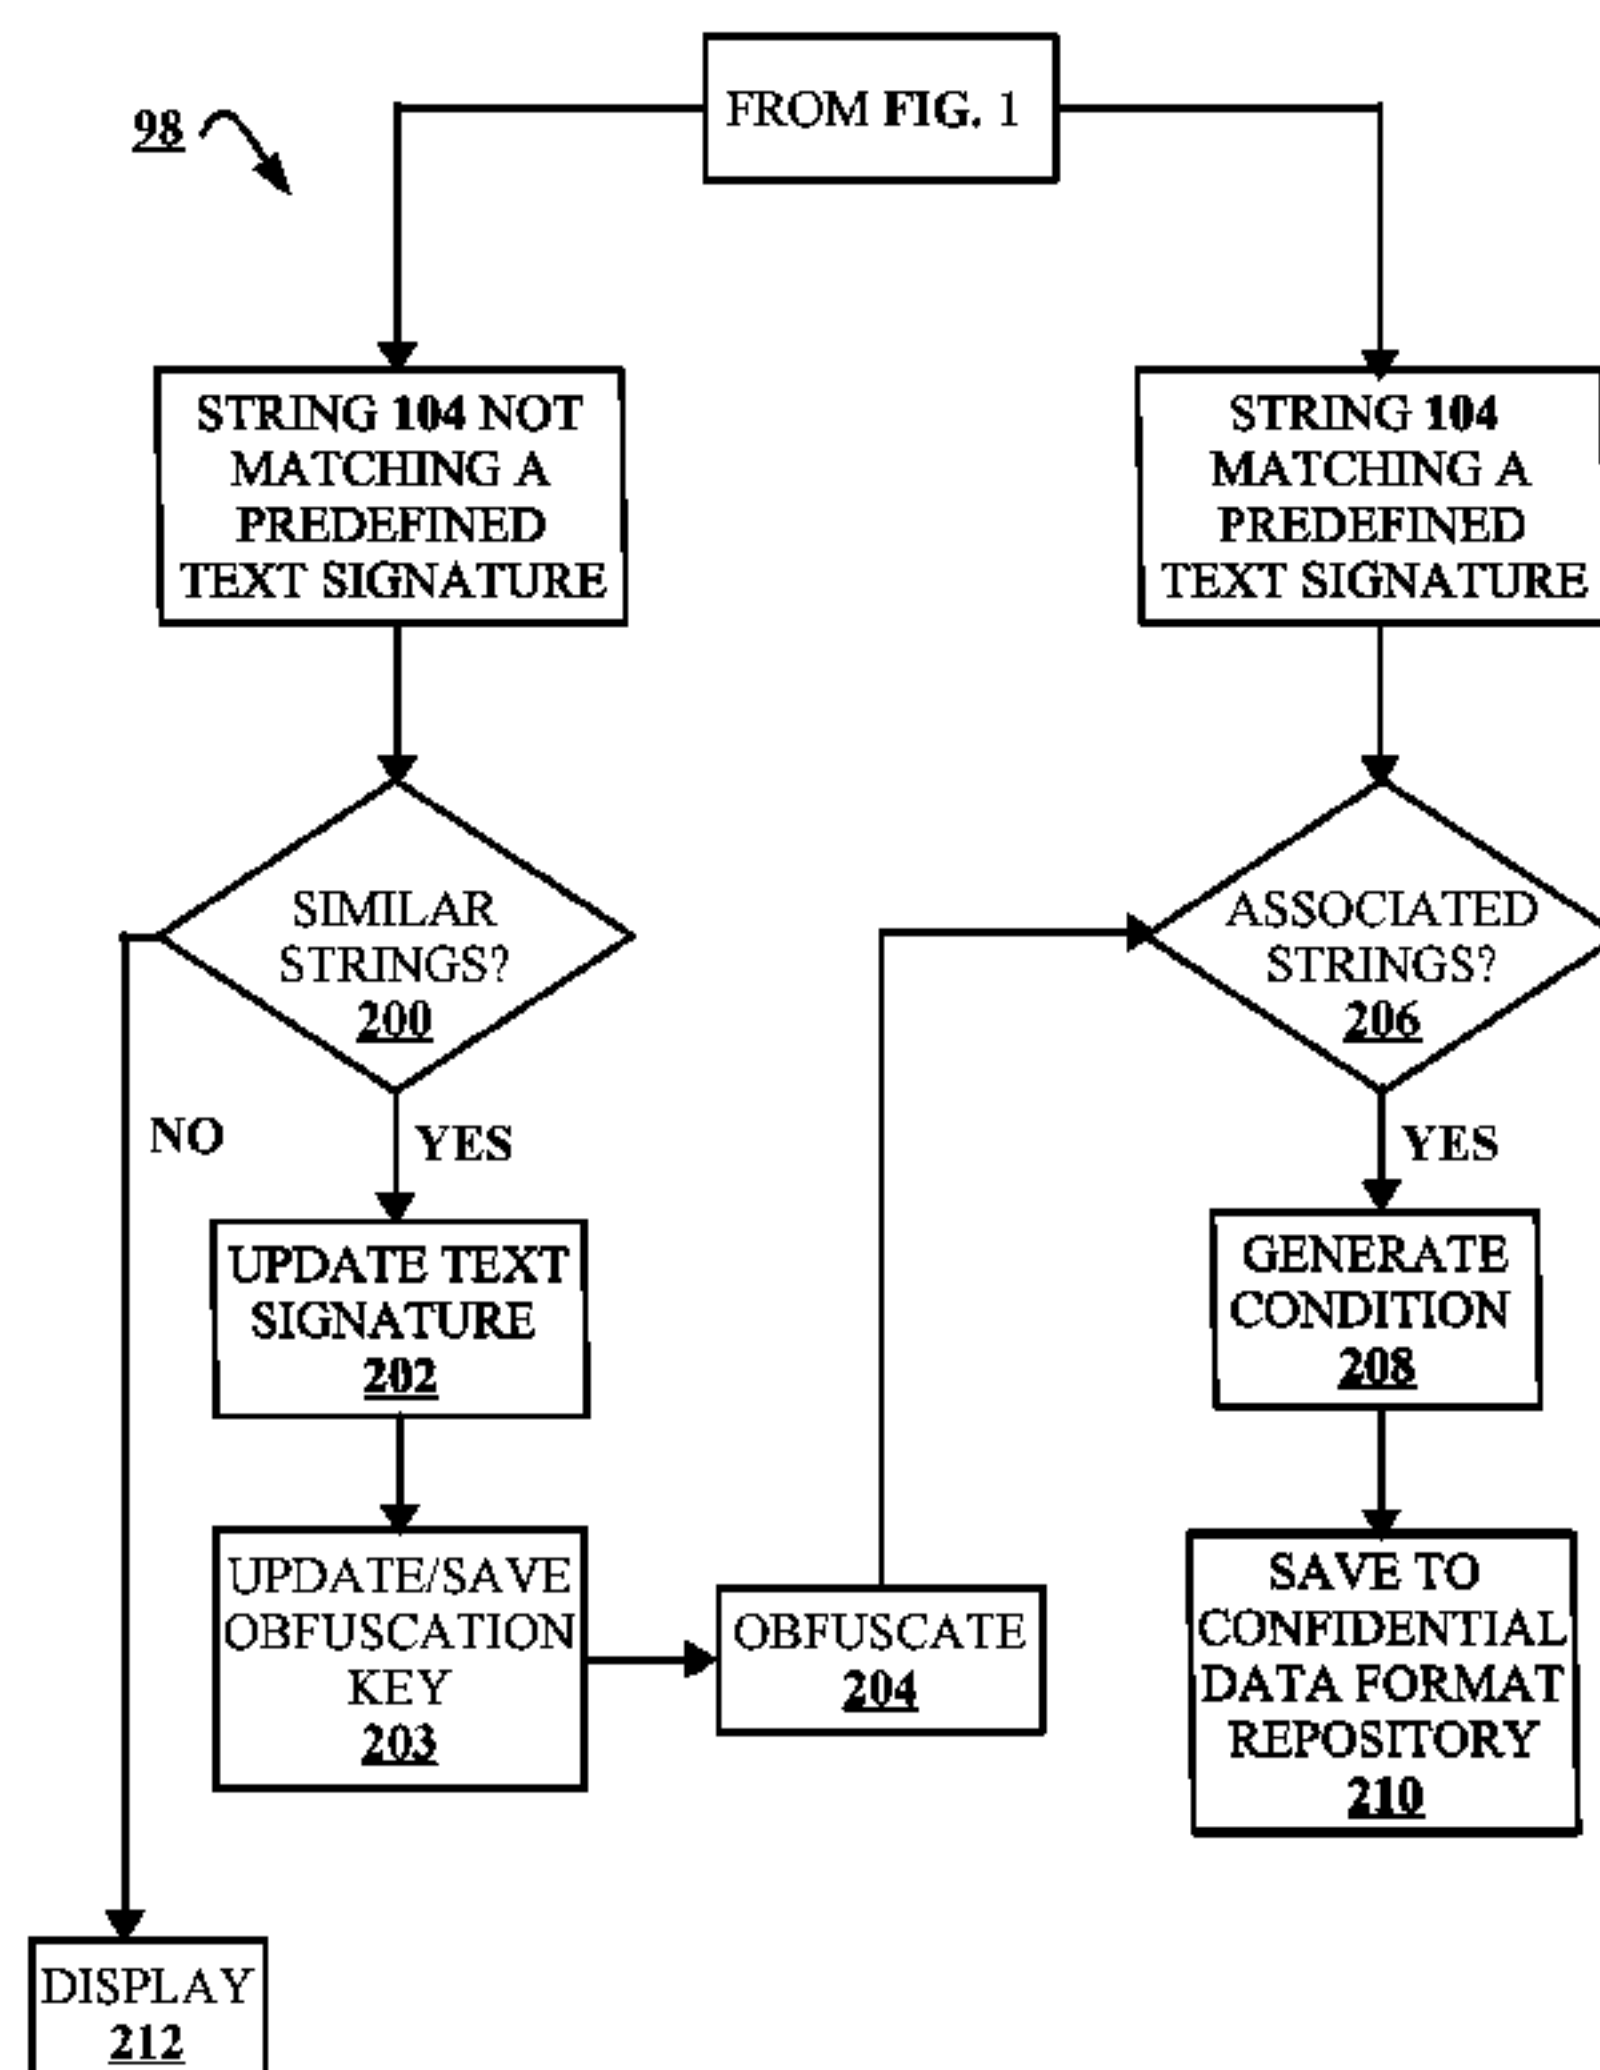 FROM FIG. 1
98
STRING 104 NOT
MATCHING A
PREDEFINED
TEXT SIGNATURE
STRING 104
MATCHING A
PREDEFINED
TEXT SIGNATURE
SIMILAR
STRINGS?
200
ASSOCIATED
STRINGS?
206
NO
YES
YES
UPDATE TEXT
SIGNATURE
202
GENERATE
CONDITION
208
UPDATE/SAVE
OBFUSCATION
KEY
203
OBFUSCATE
204
SAVE TO
CONFIDENTIAL
DATA FORMAT
REPOSITORY
210
DISPLAY
212